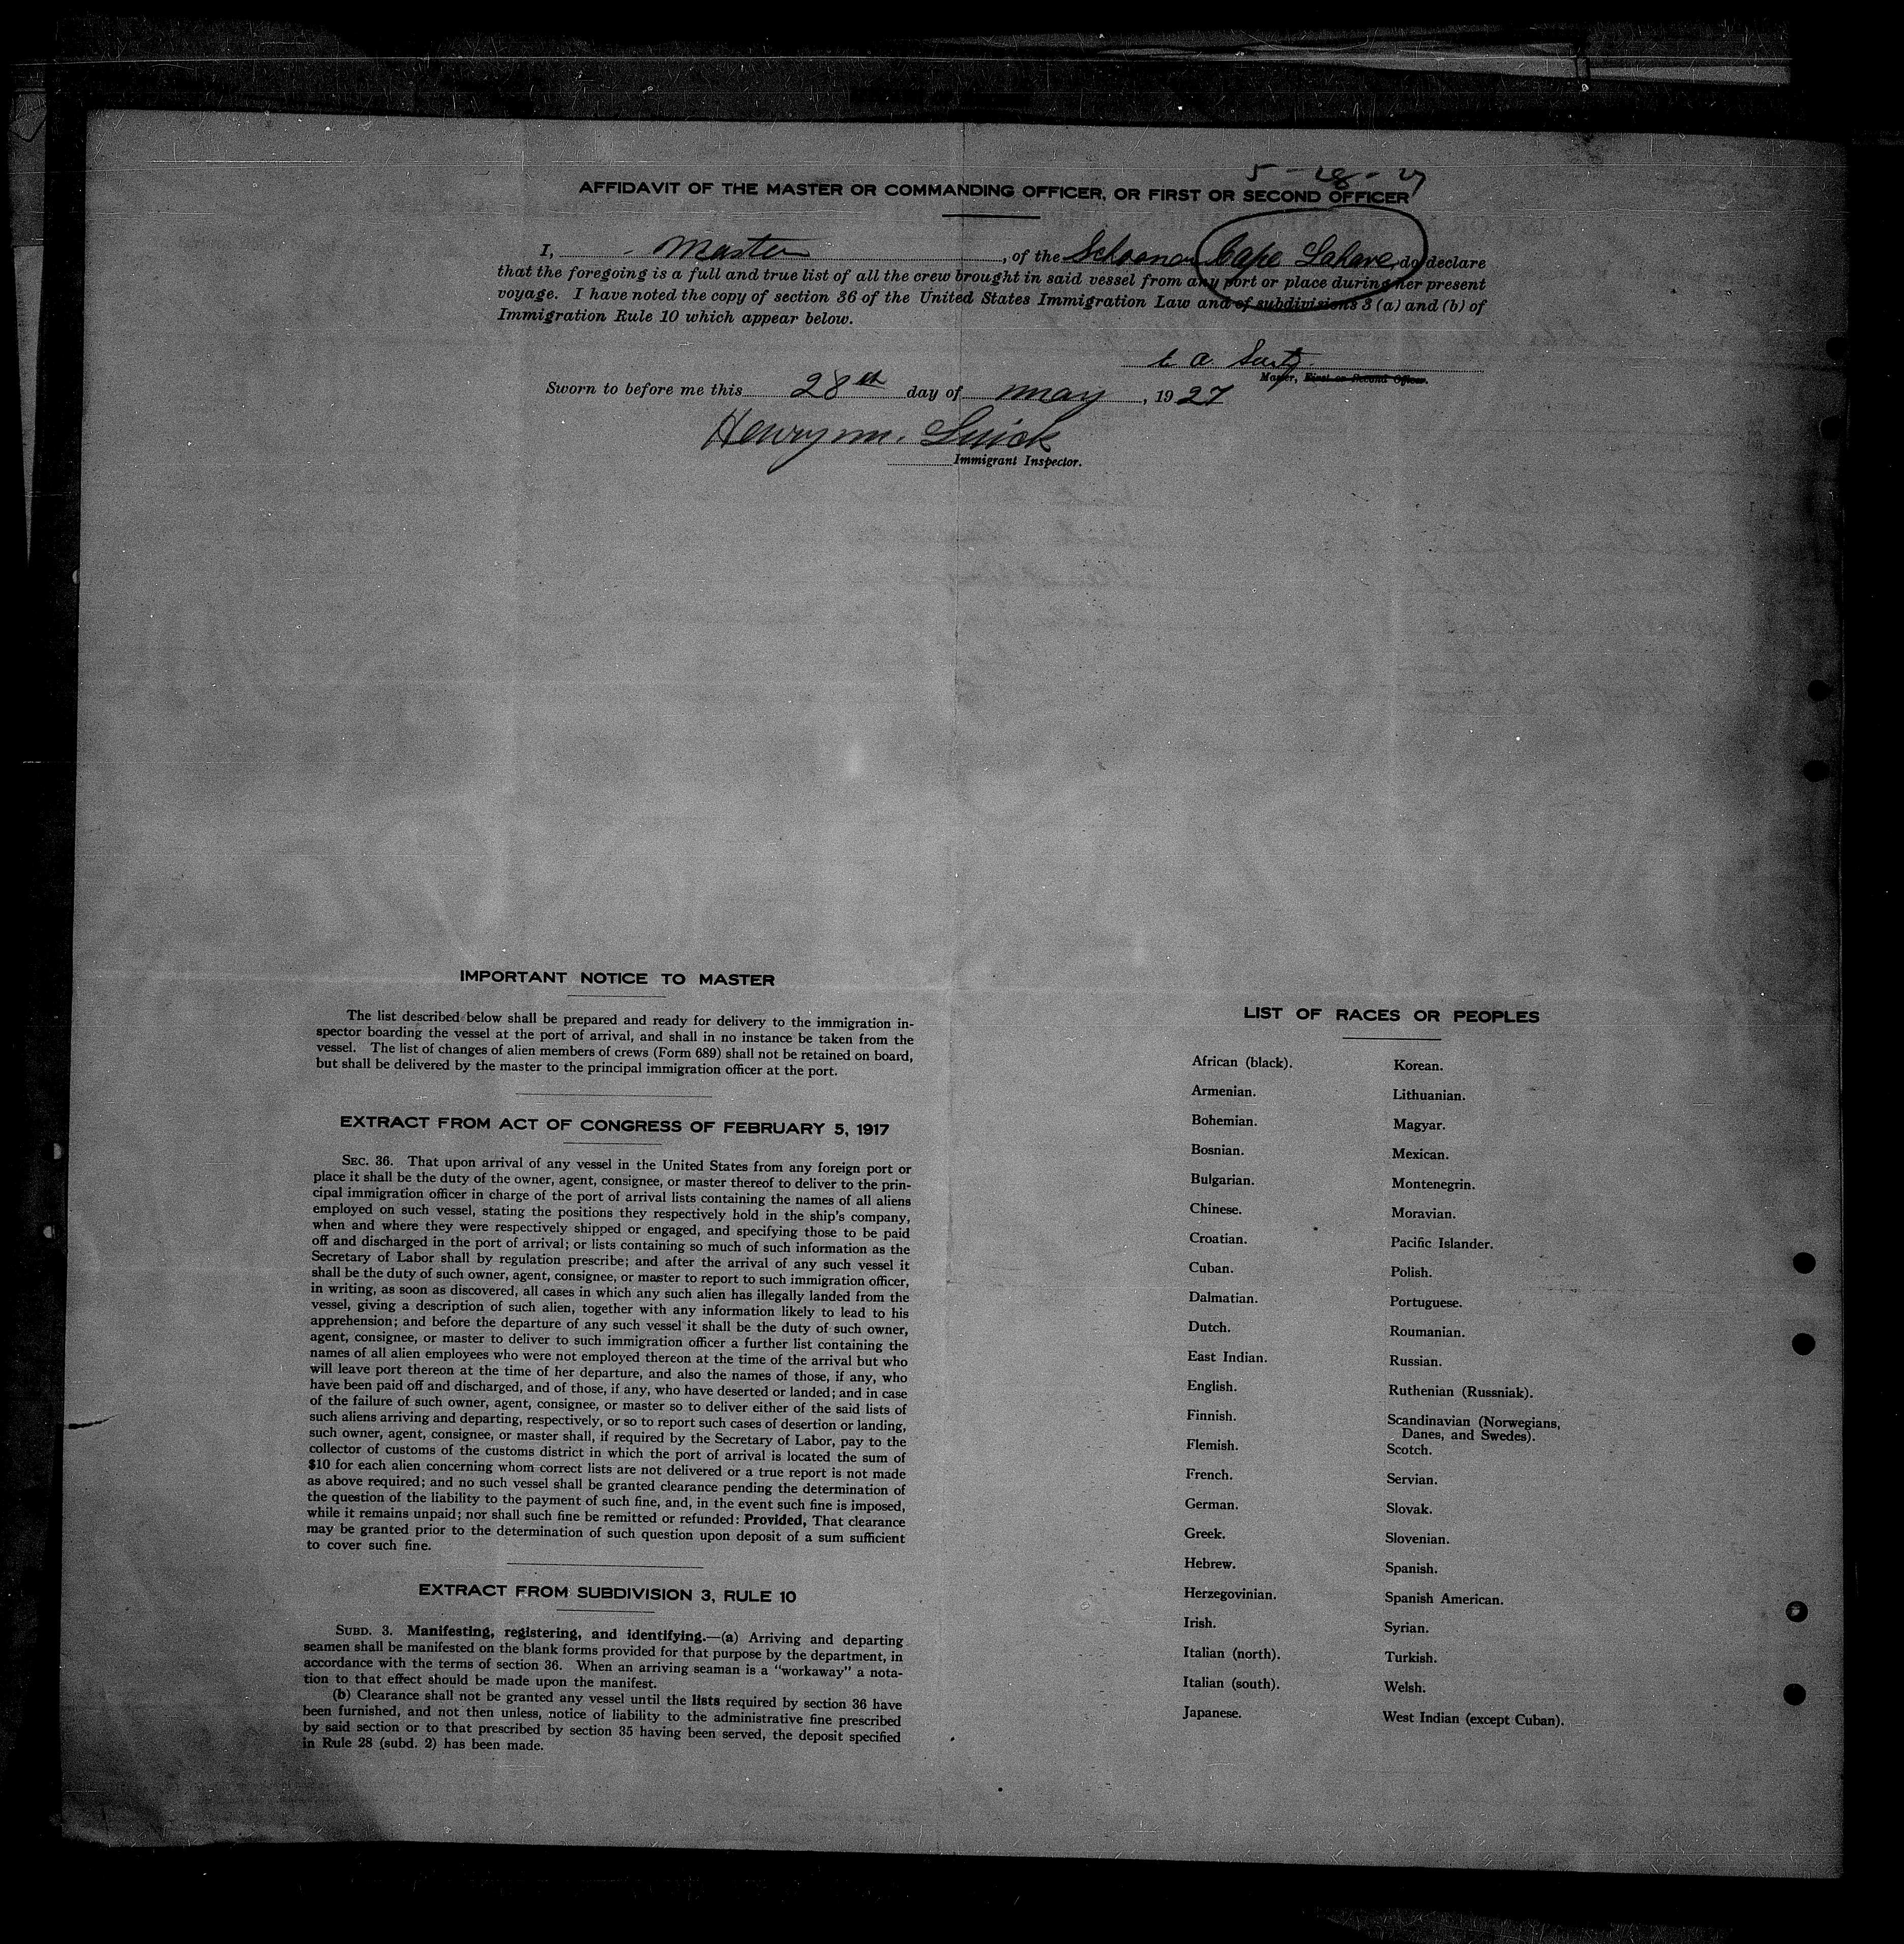 5-28-27
AFFIDAVIT OF THE MASTER OR COMMANDING OFFICER, OR FIRST OR SECOND OFFICER
I, Master, of the Schooner Cape Lahave, do declare
that the foregoing is a full and true list of all the crew brought in said vessel from any port or place during her present
voyage. I have noted the copy of section 36 of the United States Immigration Law and of subdivisions 3 (a) and (b) of
Immigration Rule 10 which appear below.
Master, First or Second Officer.
Sworn to before me this 28th day of May, 1927
Henry M.
Immigrant Inspector.
IMPORTANT NOTICE TO MASTER
The list described below shall be prepared and ready for delivery to the immigration in-
spector boarding the vessel at the port of arrival, and shall in no instance be taken from the
vessel. The list of changes of alien members of crews (Form 689) shall not be retained on board,
but shall be delivered by the master to the principal immigration officer at the port.
EXTRACT FROM ACT OF CONGRESS OF FEBRUARY 5, 1917
SEC. 36. That upon arrival of any vessel in the United States from any foreign port or
place it shall be the duty of the owner, agent, consignee, or master thereof to deliver to the prin-
cipal immigration officer in charge of the port of arrival lists containing the names of all aliens
employed on such vessel, stating the positions they respectively hold in the ship's company,
when and where they were respectively shipped or engaged, and specifying those to be paid
off and discharged in the port of arrival; or lists containing so much of such information as the
Secretary of Labor shall by regulation prescribe; and after the arrival of any such vessel it
shall be the duty of such owner, agent, consignee, or master to report to such immigration officer,
in writing, as soon as discovered, all cases in which any such alien has illegally landed from the
vessel, giving a description of such alien, together with any information likely to lead to his
apprehension; and before the departure of any such vessel it shall be the duty of such owner,
agent, consignee, or master to deliver to such immigration officer a further list containing the
names of all alien employees who were not employed thereon at the time of the arrival but who
will leave port thereon at the time of her departure, and also the names of those, if any, who
have been paid off and discharged, and of those, if any, who have deserted or landed; and in case
of the failure of such owner, agent, consignee, or master so to deliver either of the said lists of
such aliens arriving and departing, respectively, or so to report such cases of desertion or landing,
such owner, agent, consignee, or master shall, if required by the Secretary of Labor, pay to the
collector of customs of the customs district in which the port of arrival is located the sum of
$10 for each alien concerning whom correct lists are not delivered or a true report is not made
as above required; and no such vessel shall be granted clearance pending the determination of
the question of the liability to the payment of such fine, and, in the event such fine is imposed,
while it remains unpaid; nor shall such fine be remitted or refunded: Provided, That clearance
may be granted prior to the determination of such question upon deposit of a sum sufficient
to cover such fine.
EXTRACT FROM SUBDIVISION 3, RULE 10
SUBD. 3. Manifesting, registering, and identifying.—(a) Arriving and departing
seamen shall be manifested on the blank forms provided for that purpose by the department, in
accordance with the terms of section 36. When an arriving seaman is a "workaway" a nota-
tion to that effect should be made upon the manifest.
(b) Clearance shall not be granted any vessel until the lists required by section 36 have
been furnished, and not then unless, notice of liability to the administrative fine prescribed
by said section or to that prescribed by section 35 having been served, the deposit specified
in Rule 28 (subd. 2) has been made.
LIST OF RACES OR PEOPLES
African (black).
Armenian.
Bohemian.
Bosnian.
Bulgarian.
Chinese.
Croatian.
Cuban.
Dalmatian.
Dutch.
East Indian.
English.
Finnish.
Flemish.
French.
German.
Greek.
Hebrew.
Herzegovinian.
Irish.
Italian (north).
Italian (south).
Japanese.
Korean.
Lithuanian.
Magyar.
Mexican.
Montenegrin.
Moravian.
Pacific Islander.
Polish.
Portuguese.
Roumanian.
Russian.
Ruthenian (Russniak).
Scandinavian (Norwegians,
Danes, and Swedes).
Scotch.
Servian.
Slovak.
Slovenian.
Spanish.
Spanish American.
Syrian.
Turkish.
Welsh.
West Indian (except Cuban).